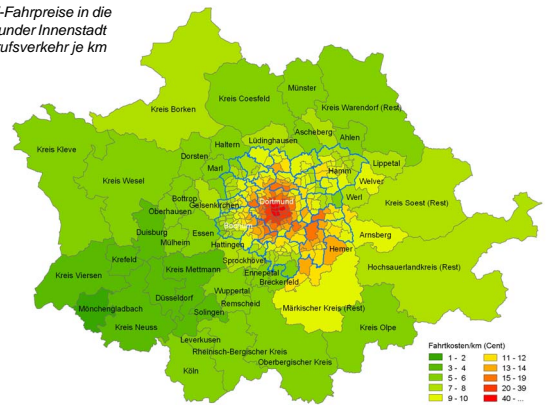 -Fahrpreise in die
under Innenstadt
rufsverkehr je km
Münster
Kreis Coesfeld
Kreis Borken
Kreis Warendorf (Rest)
Ascheberg
Lüdinghausen
Ahlen
Haltern
Kreis Kleve
Dorsten
Lippetal
Marl
Hamm
Welver
Kreis Wesel
Bottrop
Werl
Gelsenkirchen
Dortmund
Kreis Soest (Rest)
Oberhausen
Duisburg
Essen
Arnsberg
Mülheim
Hattingen
Hemer
Krefeld
Sprockhövel
Kreis Viersen
Kreis Mettmann
Ennepetal
Hochsauerlandkreis (Rest)
Breckerfeld
Wuppertal
Mönchengladbach
Düsseldorf
Remscheid
Märkischer Kreis (Rest)
Solingen
Kreis Neuss
Kreis Olpe
Leverkusen
Rheinisch-Bergischer Kreis
Oberbergischer Kreis
Köln
Fahrtkosten/km (Cent)
1 - 2 11 - 12
3 - 4 13 - 14
5 - 6 15 - 19
7 - 8 20 - 39
9 - 10 40 - ...